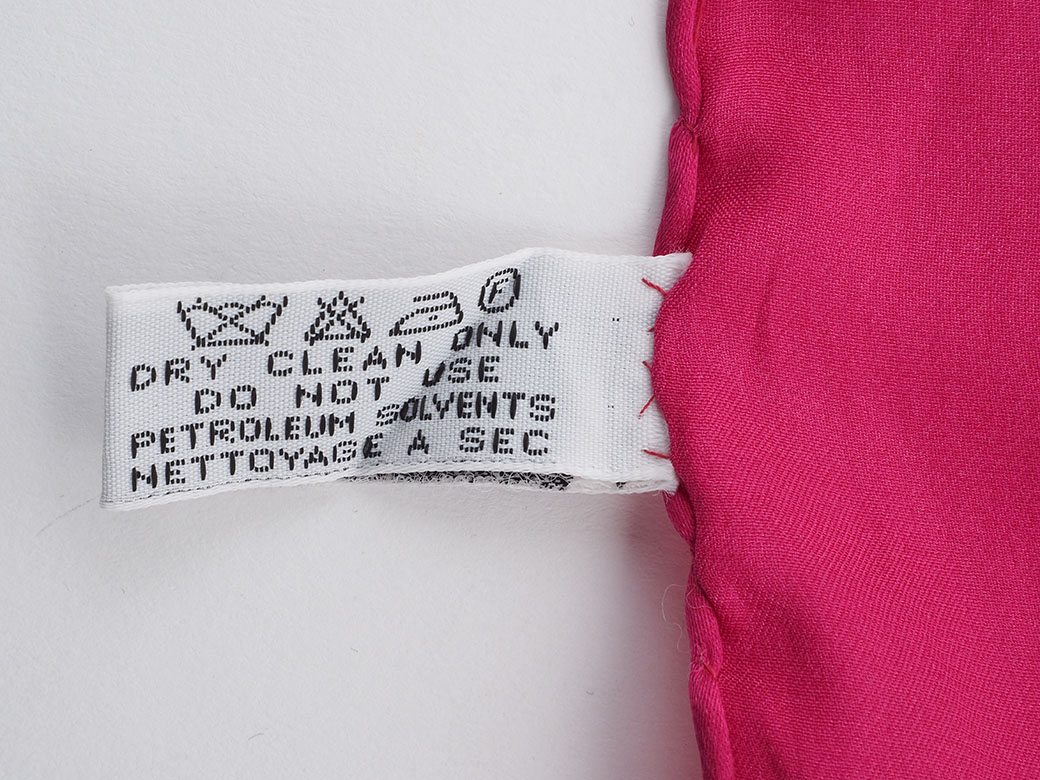 F
DRY CLEAN ONLY
DO NOT USE
PETROLEUM SOLVENTS
NETTOYAGE A SEC